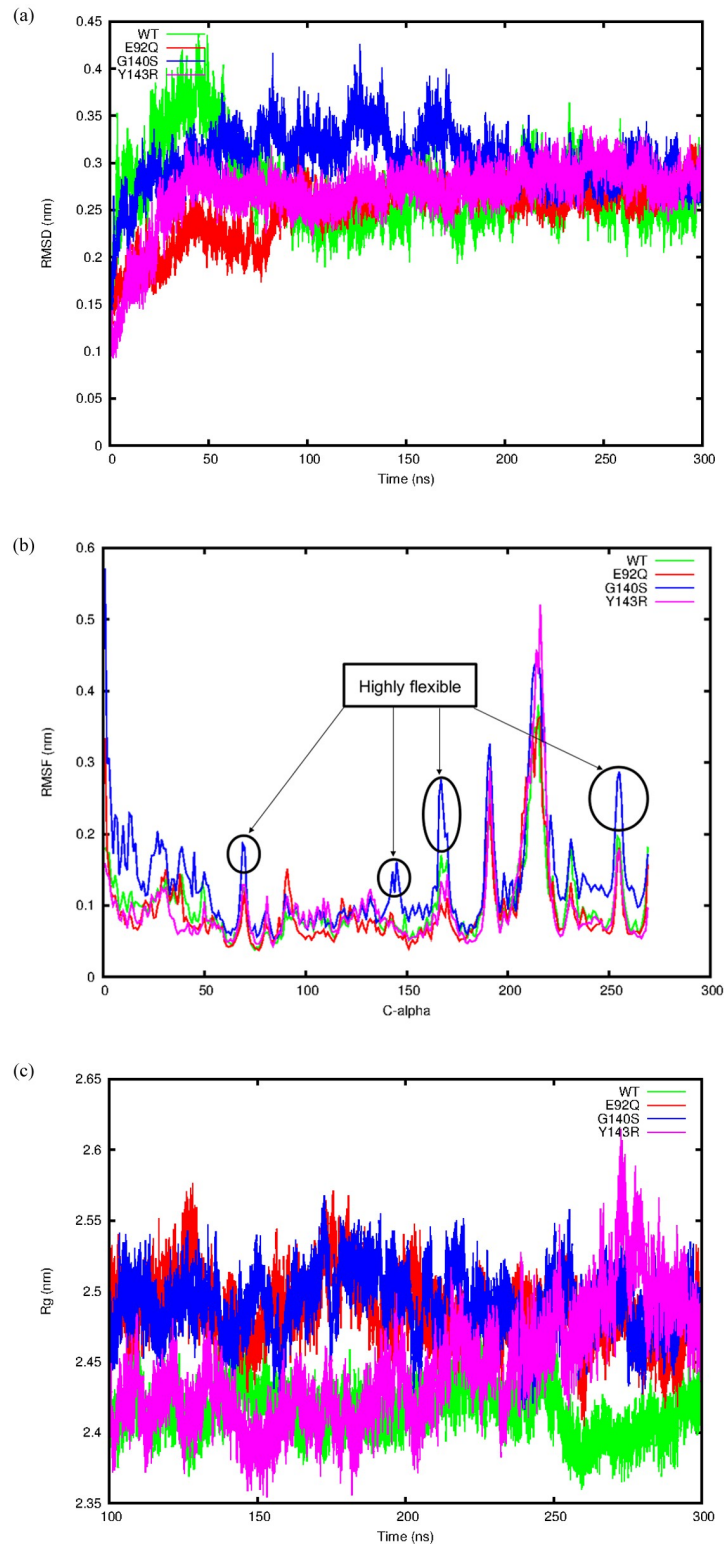 (a)
WT
E92Q
G140S
Y143R
RMSD (nm)
0.45
0.4
0.35
0.3
0.25
0.2
0.15
0.1
0.05
0
0 50 100 150 200 250 300
Time (ns)
(b)
WT
E92Q
G140S
Y143R
Highly flexible
RMSF (nm)
0.6
0.5
0.4
0.3
0.2
0.1
0
0 50 100 150 200 250 300
C-alpha
(c)
WT
E92Q
G140S
Y143R
Rg (nm)
2.65
2.6
2.55
2.5
2.45
2.4
2.35
100 150 200 250 300
Time (ns)